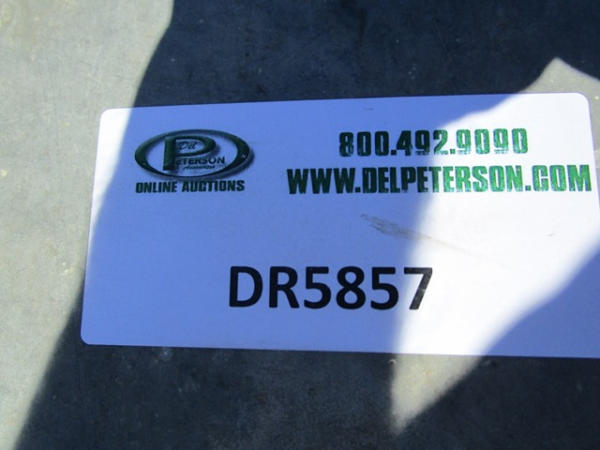 Del
PETERSON
ONLINE AUCTIONS
800.492.9090
WWW.DELPETERSON.COM
DR5857